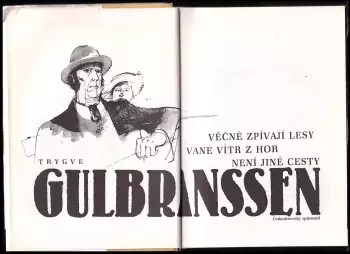 VĚČNĚ ZPÍVAJÍ LESY
VANE VÍTR Z HOR
NENÍ JINÉ CESTY
TRYGVE
GULBRANSSEN
Československý spisovatel